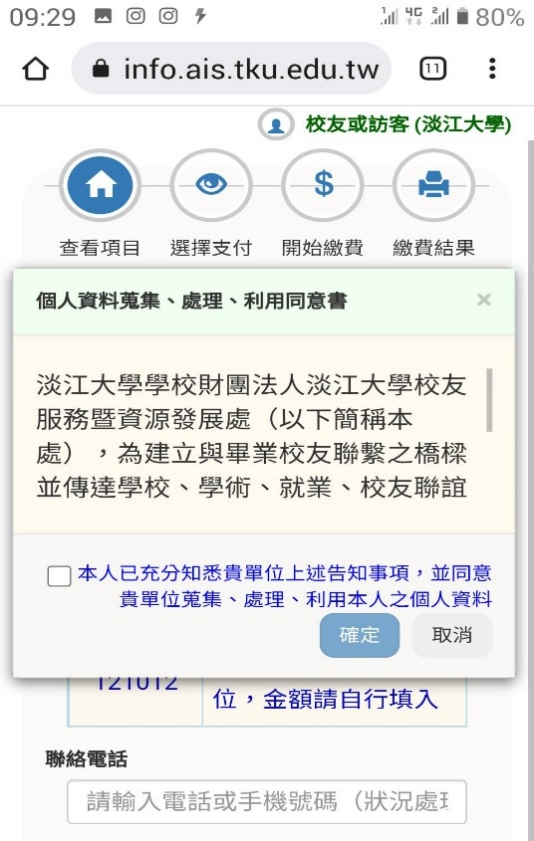 09:29
4G
80%
info.ais.tku.edu.tw
11
校友或訪客 (淡江大學)
查看項目 選擇支付 開始繳費 繳費結果
個人資料蒐集、處理、利用同意書 ×
淡江大學學校財團法人淡江大學校友
服務暨資源發展處（以下簡稱本
處），為建立與畢業校友聯繫之橋樑
並傳達學校、學術、就業、校友聯誼
本人已充分知悉貴單位上述告知事項，並同意
貴單位蒐集、處理、利用本人之個人資料
確定 取消
121012
位，金額請自行填入
聯絡電話
請輸入電話或手機號碼（狀況處